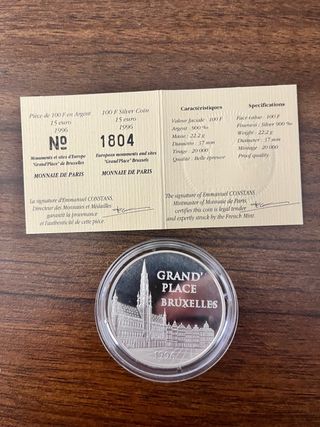 Pièce de 100 F en Argent
15 euro
1996
Nº
Monuments et sites d'Europe
"Grand'Place" de Bruxelles
MONNAIE DE PARIS
La signature d'Emmanuel CONSTANS,
Directeur des Monnaies et Médailles
garantit la provenance
et l'authenticité de cette pièce.
100 F Silver Coin
15 euro
1996
1804
European monuments and sites
"Grand'Place" Brussels
MONNAIE DE PARIS
Caractéristiques
Valeur faciale : 100 F
Argent : 900 ‰
Masse : 22,2 g
Diamètre : 37 mm
Tirage : 20 000
Qualité : Belle épreuve
Spécifications
Face value : 100 F
Fineness : Silver 900 ‰
Weight : 22.2 g
Diameter : 37 mm
Mintage : 20 000
Proof quality
The signature of Emmanuel CONSTANS,
Mintmaster of Monnaie de Paris,
certifies this coin is legal tender
and expertly struck by the French Mint.
GRAND'
PLACE
BRUXELLES
1996